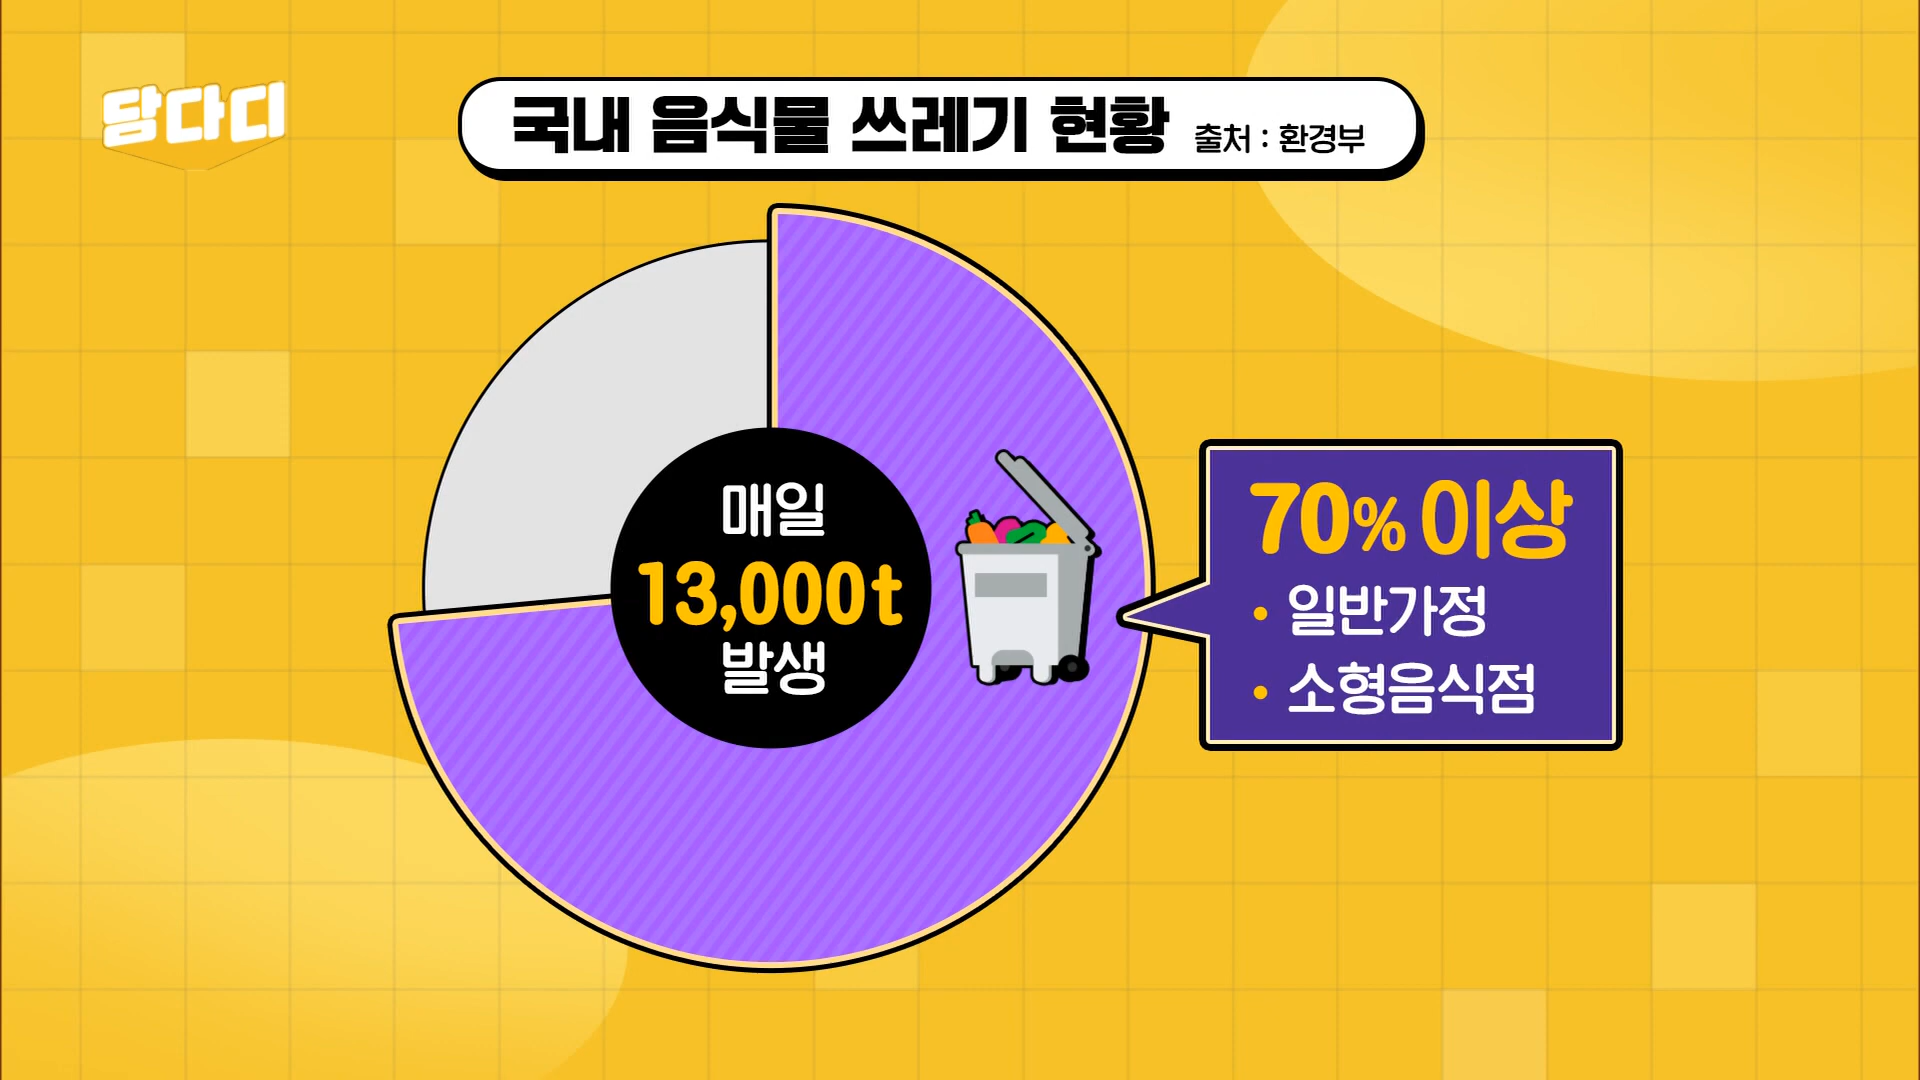 담다디
국내 음식물 쓰레기 현황 출처 : 환경부
매일
13,000t
발생
70% 이상
• 일반가정
• 소형음식점